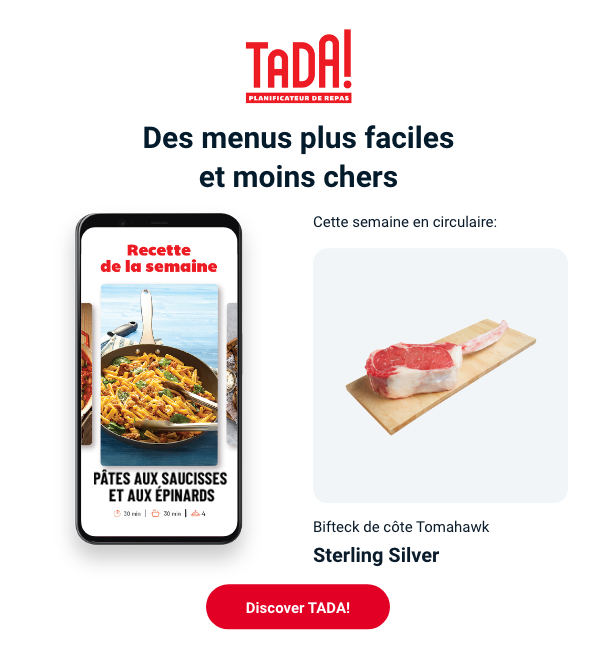 TADA!
PLANIFICATEUR DE REPAS
Des menus plus faciles
et moins chers
Recette
de la semaine
PÂTES AUX SAUCISSES
ET AUX ÉPINARDS
30 min | 30 min | 4
Cette semaine en circulaire:
Bifteck de côte Tomahawk
Sterling Silver
Discover TADA!